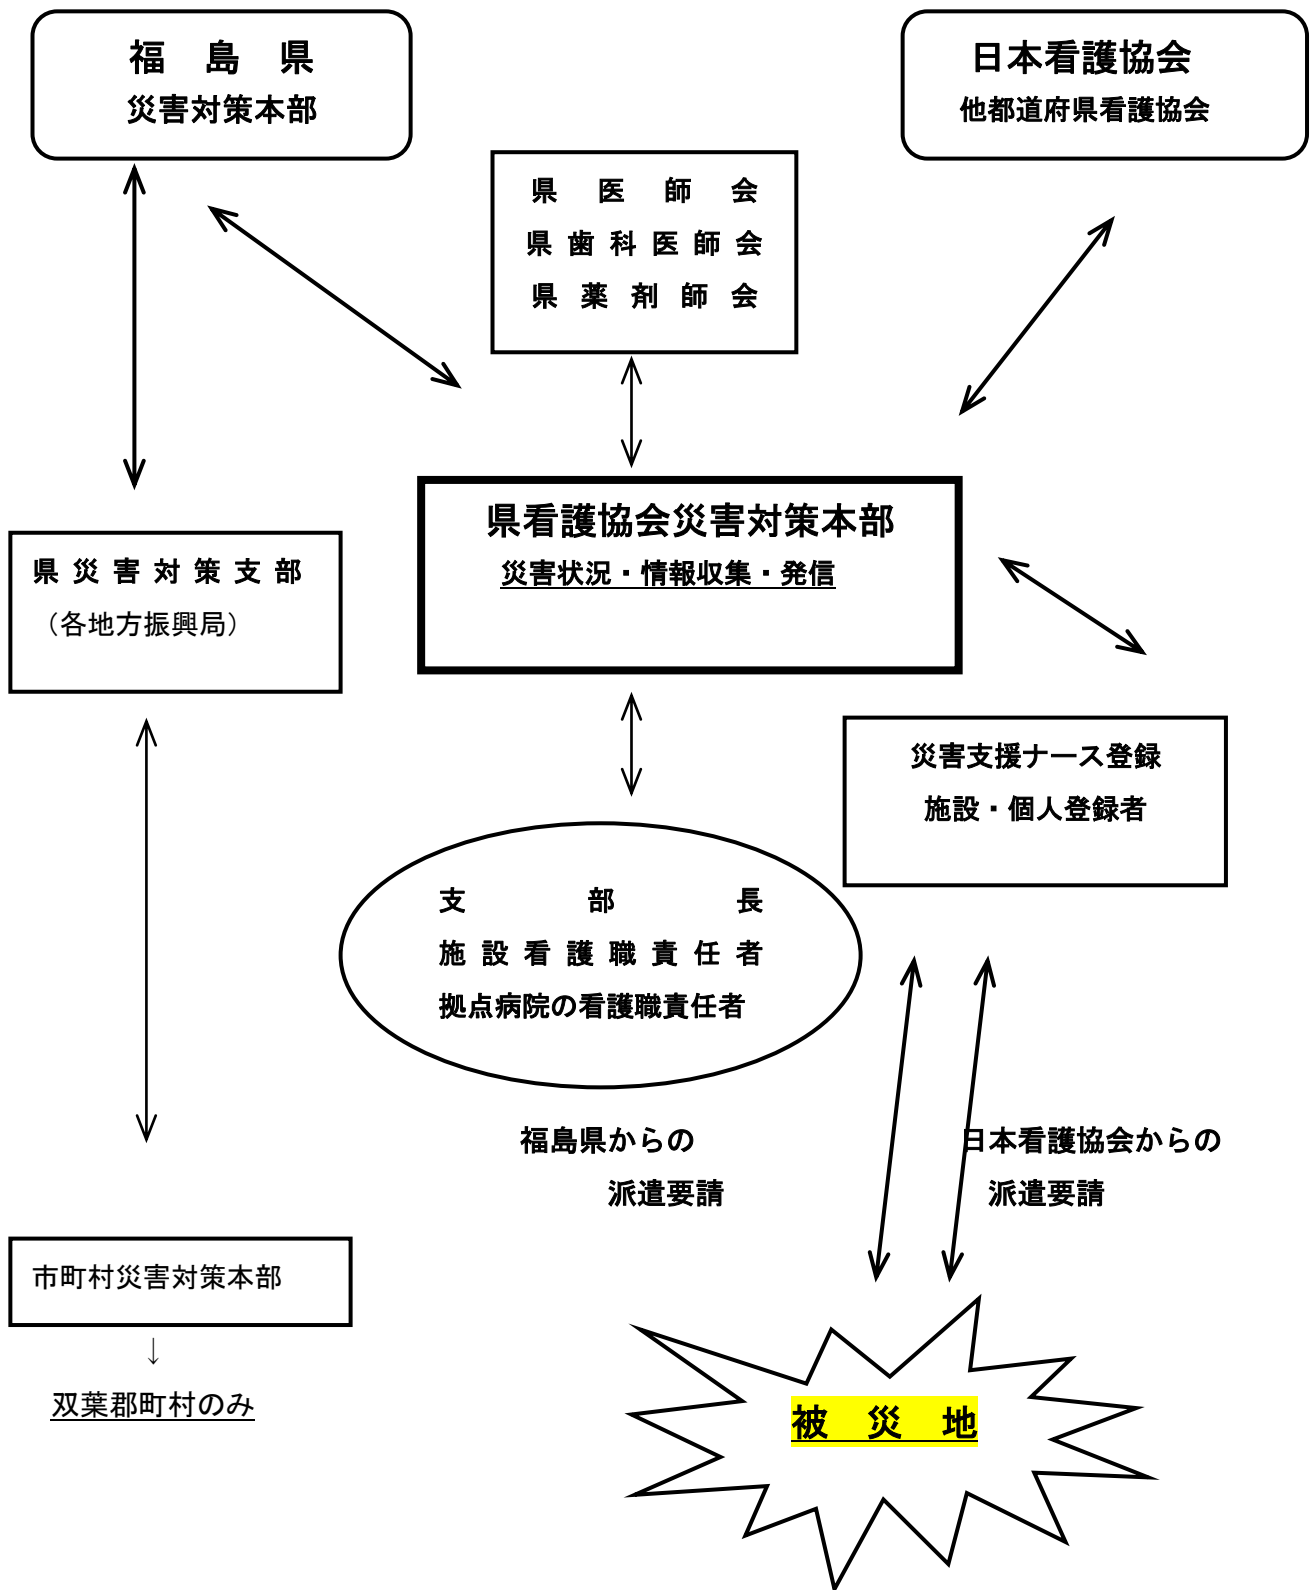 福　島　県
災害対策本部
日本看護協会
他都道府県看護協会
県　医　師　会
県 歯 科 医 師 会
県 薬 剤 師 会
県看護協会災害対策本部
災害状況・情報収集・発信
県 災 害 対 策 支 部
（各地方振興局）
災害支援ナース登録
施設・個人登録者
支　部　長
施 設 看 護 職 責 任 者
拠点病院の看護職責任者
福島県からの
派遣要請
日本看護協会からの
派遣要請
市町村災害対策本部
↓
双葉郡町村のみ
被　災　地